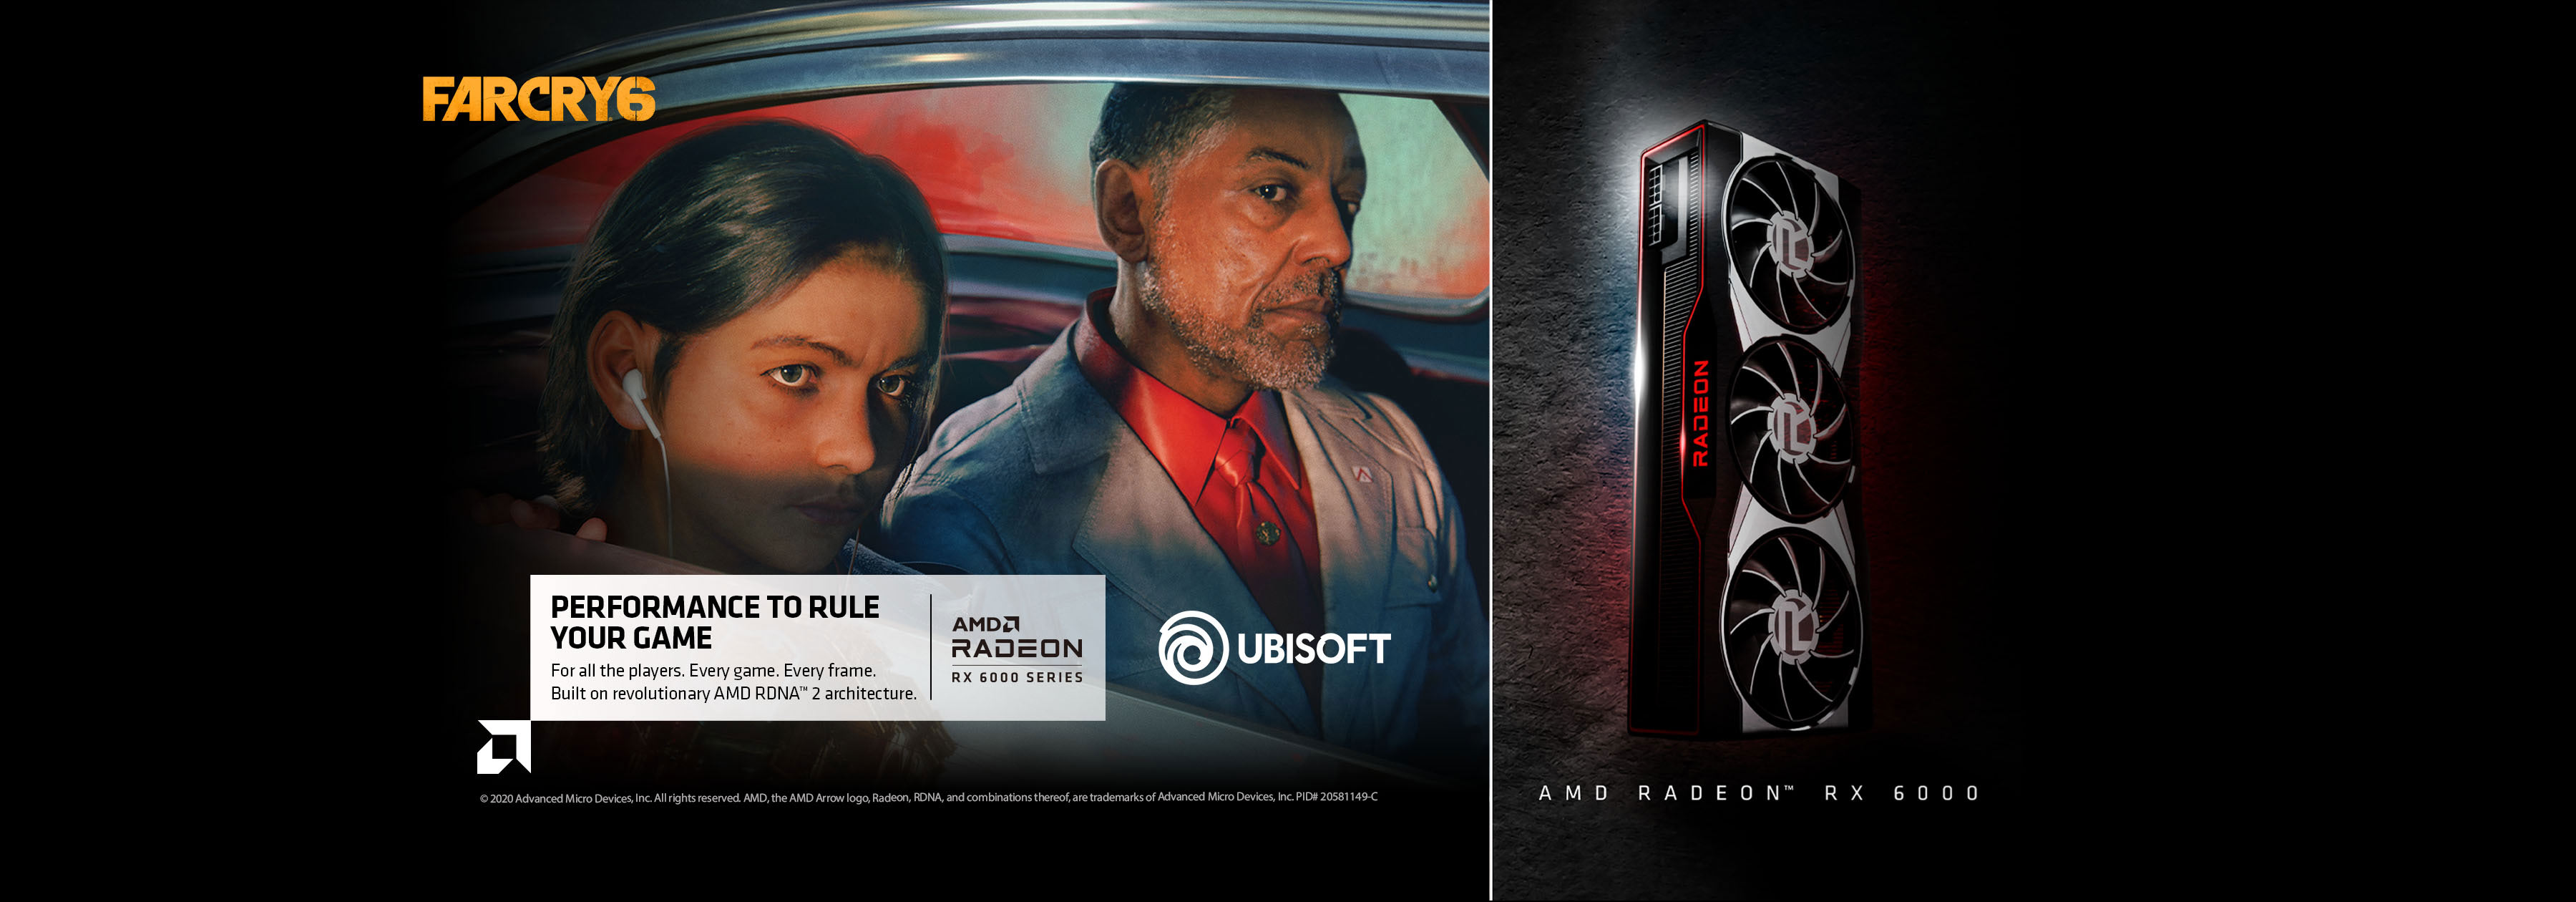 FARCRY6
PERFORMANCE TO RULE
YOUR GAME
For all the players. Every game. Every frame.
Built on revolutionary AMD RDNA™ 2 architecture.
AMD
RADEON
RX 6000 SERIES
UBISOFT
© 2020 Advanced Micro Devices, Inc. All rights reserved. AMD, the AMD Arrow logo, Radeon, RDNA, and combinations thereof, are trademarks of Advanced Micro Devices, Inc. PID# 20581149-C
RADEON
AMD RADEON™ RX 6000